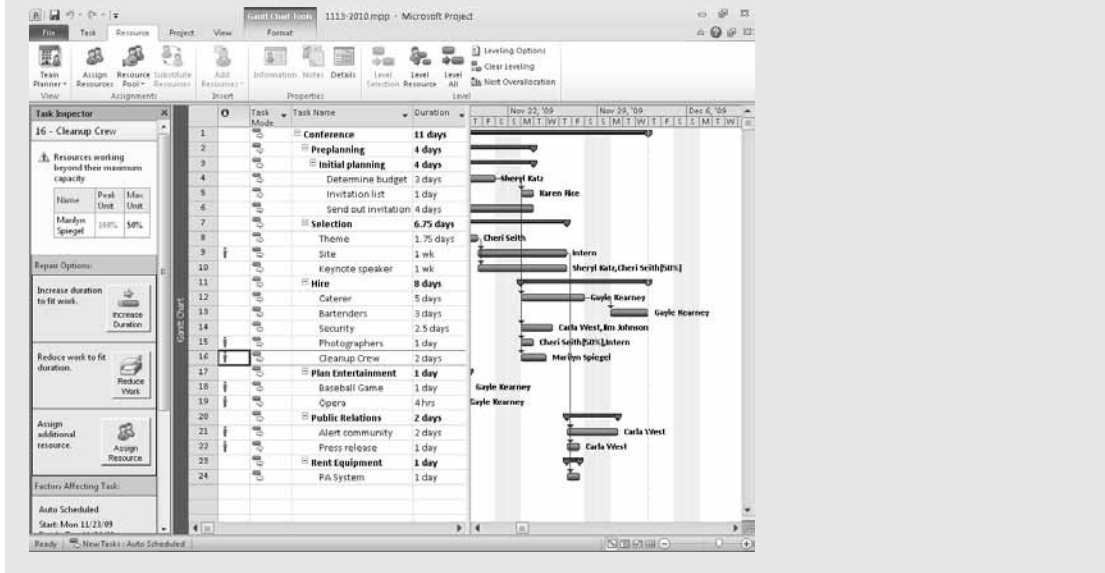 Gantt Chart Tools 1113-2010.mpp - Microsoft Project
File Task Resource Project View Format
Team Planner Assign Resources Resource Pool Substitute Resources Add Resources Information Notes Details Level Selection Level Resource Level All
Leveling Options
Clear Leveling
Next Overallocation
View Assignments Insert Properties Level
Task Inspector
16 - Cleanup Crew
Resources working
beyond their maximum
capacity
Name Peak Unit Max Unit
Marilyn Spiegel 100% 50%
Repair Options:
Increase duration
to fit work.
Increase
Duration
Reduce work to fit
duration.
Reduce
Work
Assign
additional
resource.
Assign
Resource
Factors Affecting Task:
Auto Scheduled
Start: Mon 11/23/09
Gantt Chart
Task Mode Task Name Duration
Nov 22, '09 Nov 29, '09 Dec 6, '09
T F S S M T W T F S S M T W T F S S M T W
1 Conference 11 days
2 Preplanning 4 days
3 Initial planning 4 days
4 Determine budget 3 days Sheryl Katz
5 Invitation list 1 day Karen Rice
6 Send out invitation 4 days
7 Selection 6.75 days
8 Theme 1.75 days Cheri Seith
9 Site 1 wk Intern
10 Keynote speaker 1 wk Sheryl Katz,Cheri Seith[50%]
11 Hire 8 days
12 Caterer 5 days Gayle Kearney
13 Bartenders 3 days Gayle Kearney
14 Security 2.5 days Carla West,Jim Johnson
15 Photographers 1 day Cheri Seith[50%],Intern
16 Cleanup Crew 2 days Marilyn Spiegel
17 Plan Entertainment 1 day
18 Baseball Game 1 day Gayle Kearney
19 Opera 4 hrs Gayle Kearney
20 Public Relations 2 days
21 Alert community 2 days Carla West
22 Press release 1 day Carla West
23 Rent Equipment 1 day
24 PA System 1 day
Ready New Tasks : Auto Scheduled